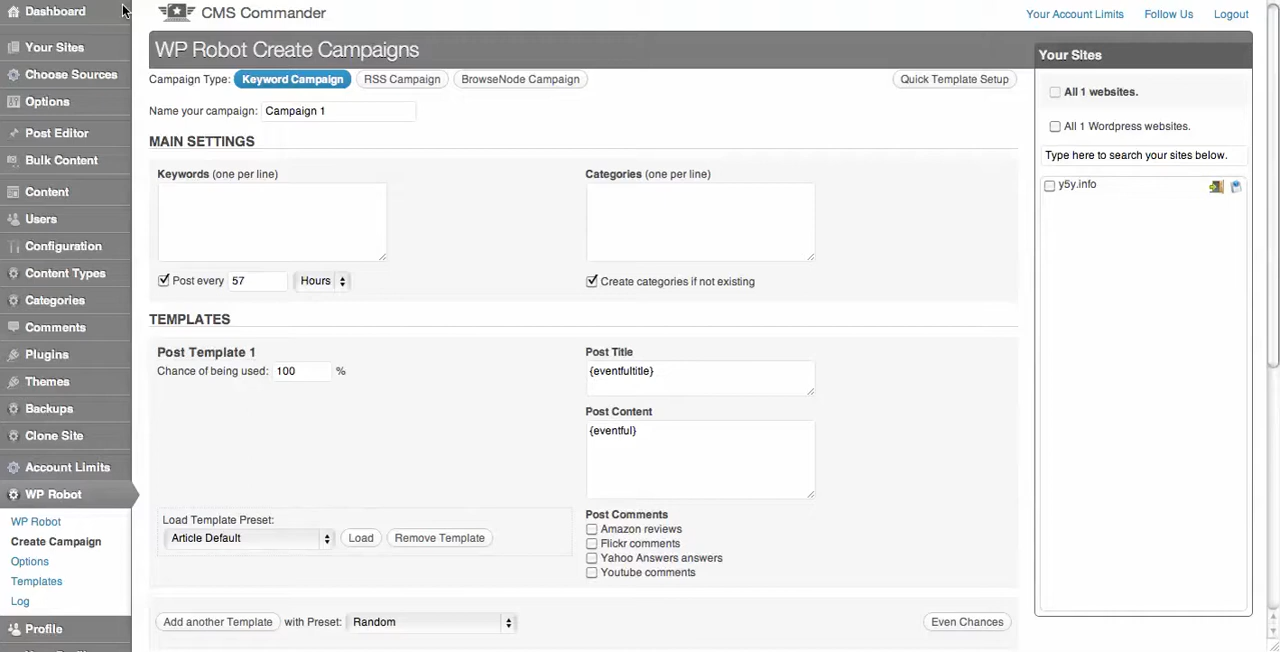 Dashboard
Your Sites
Choose Sources
Options
Post Editor
Bulk Content
Content
Users
Configuration
Content Types
Categories
Comments
Plugins
Themes
Backups
Clone Site
Account Limits
WP Robot
WP Robot
Create Campaign
Options
Templates
Log
Profile
CMS Commander
Your Account Limits Follow Us Logout
WP Robot Create Campaigns
Campaign Type: Keyword Campaign RSS Campaign BrowseNode Campaign Quick Template Setup
Name your campaign: Campaign 1
MAIN SETTINGS
Keywords (one per line) Categories (one per line)
Post every 57 Hours Create categories if not existing
TEMPLATES
Post Template 1 Post Title
Chance of being used: 100 % {eventfultitle}
Post Content
{eventful}
Load Template Preset: Post Comments
Article Default Load Remove Template
Amazon reviews
Flickr comments
Yahoo Answers answers
Youtube comments
Add another Template with Preset: Random Even Chances
Your Sites
All 1 websites.
All 1 Wordpress websites.
Type here to search your sites below.
y5y.info